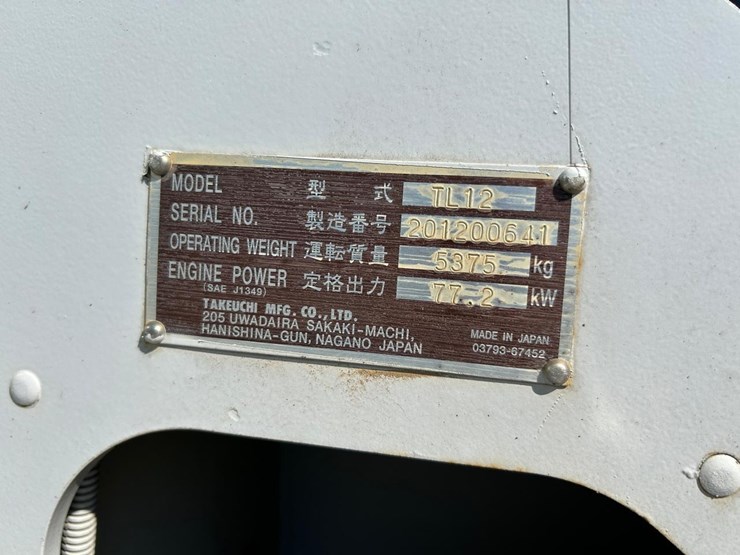 MODEL 型式 TL12
SERIAL NO. 製造番号 201200641
OPERATING WEIGHT 運転質量 5375 kg
ENGINE POWER 定格出力 77.2 kW
(SAE J1349)
TAKEUCHI MFG. CO., LTD.
205 UWADAIRA SAKAKI-MACHI,
HANISHINA-GUN, NAGANO JAPAN
MADE IN JAPAN
03793-67452